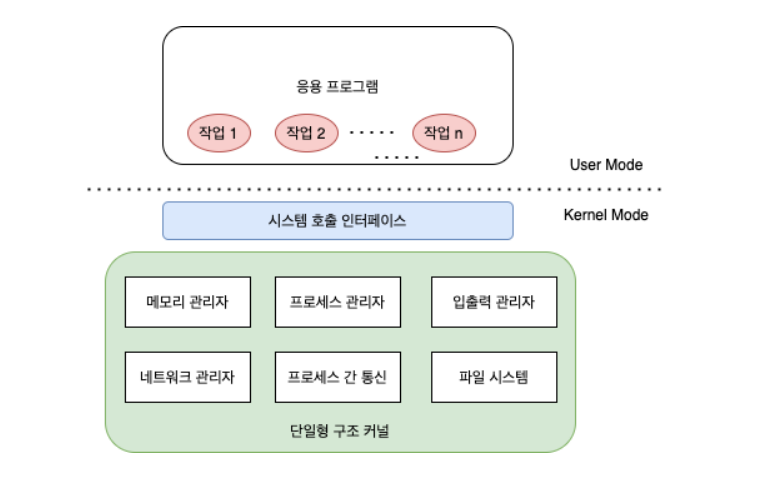 응용 프로그램
작업 1
작업 2
.....
작업 n
.....
User Mode
Kernel Mode
시스템 호출 인터페이스
메모리 관리자
프로세스 관리자
입출력 관리자
네트워크 관리자
프로세스 간 통신
파일 시스템
단일형 구조 커널